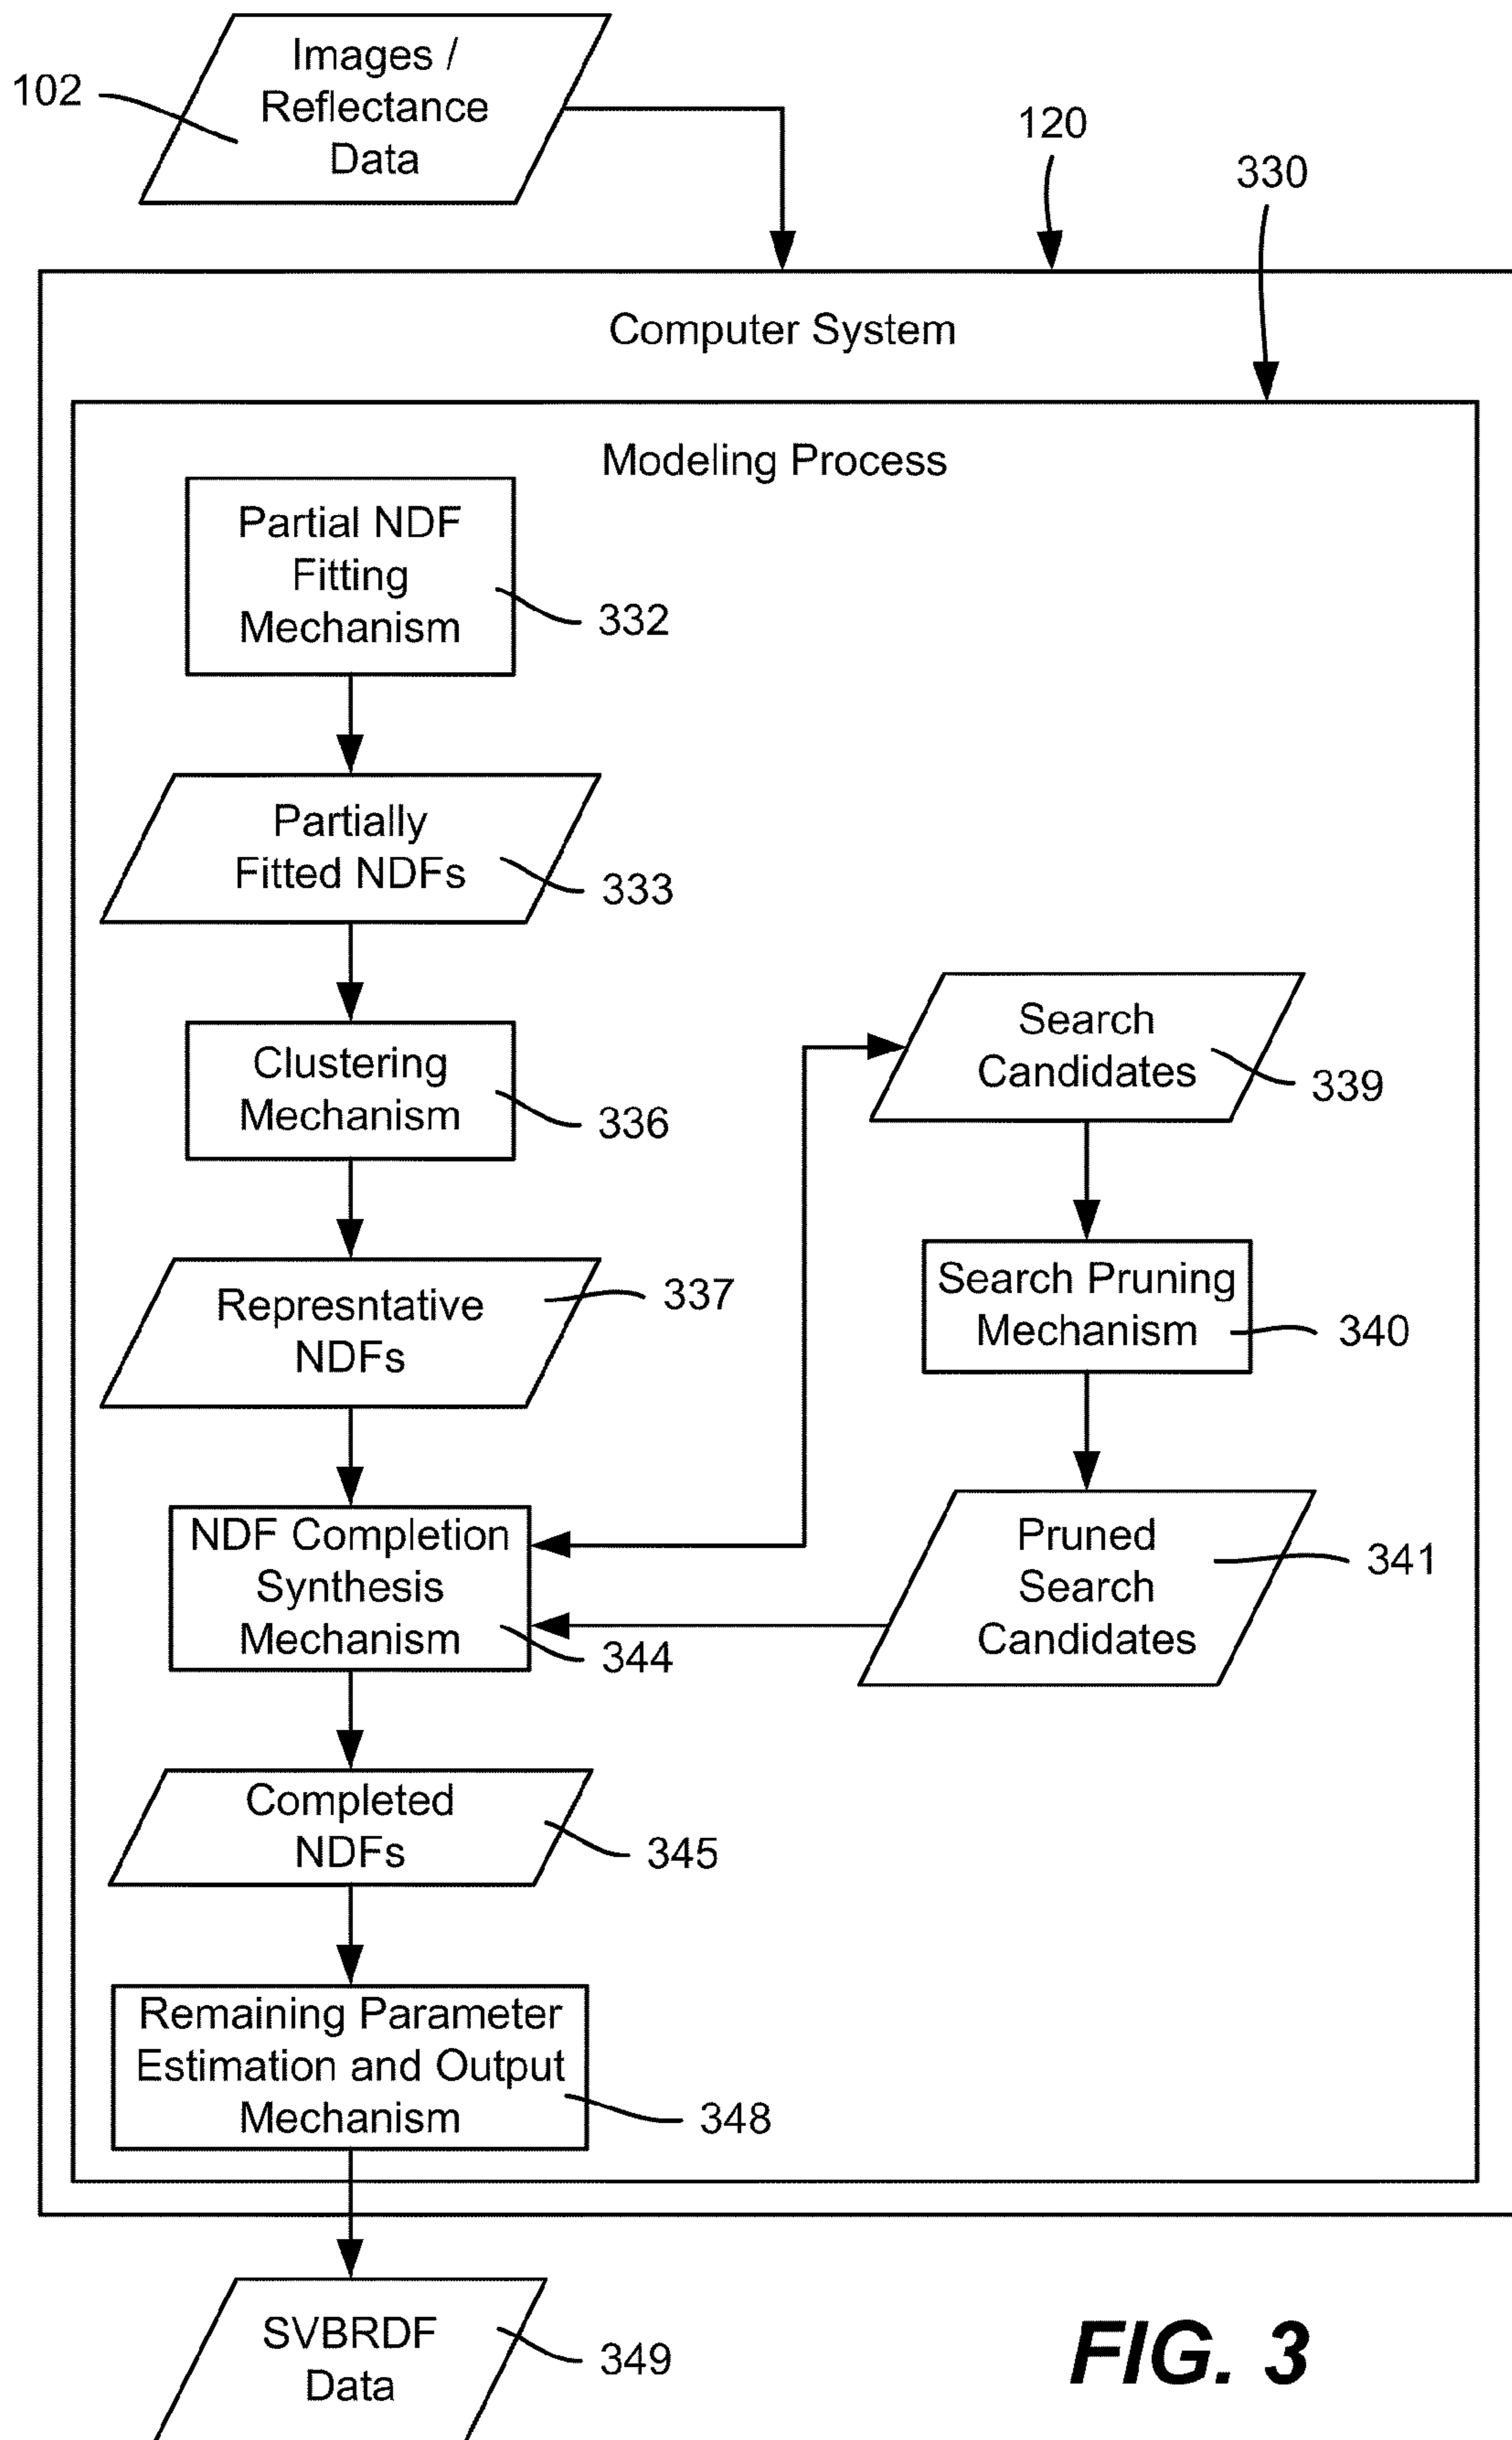 Images /
Reflectance
Data
102
120
330
Computer System
Modeling Process
Partial NDF
Fitting
Mechanism
332
Partially
Fitted NDFs
333
Clustering
Mechanism
336
Represntative
NDFs
337
Search
Candidates
339
Search Pruning
Mechanism
340
Pruned
Search
Candidates
341
NDF Completion
Synthesis
Mechanism
344
Completed
NDFs
345
Remaining Parameter
Estimation and Output
Mechanism
348
SVBRDF
Data
349
FIG. 3